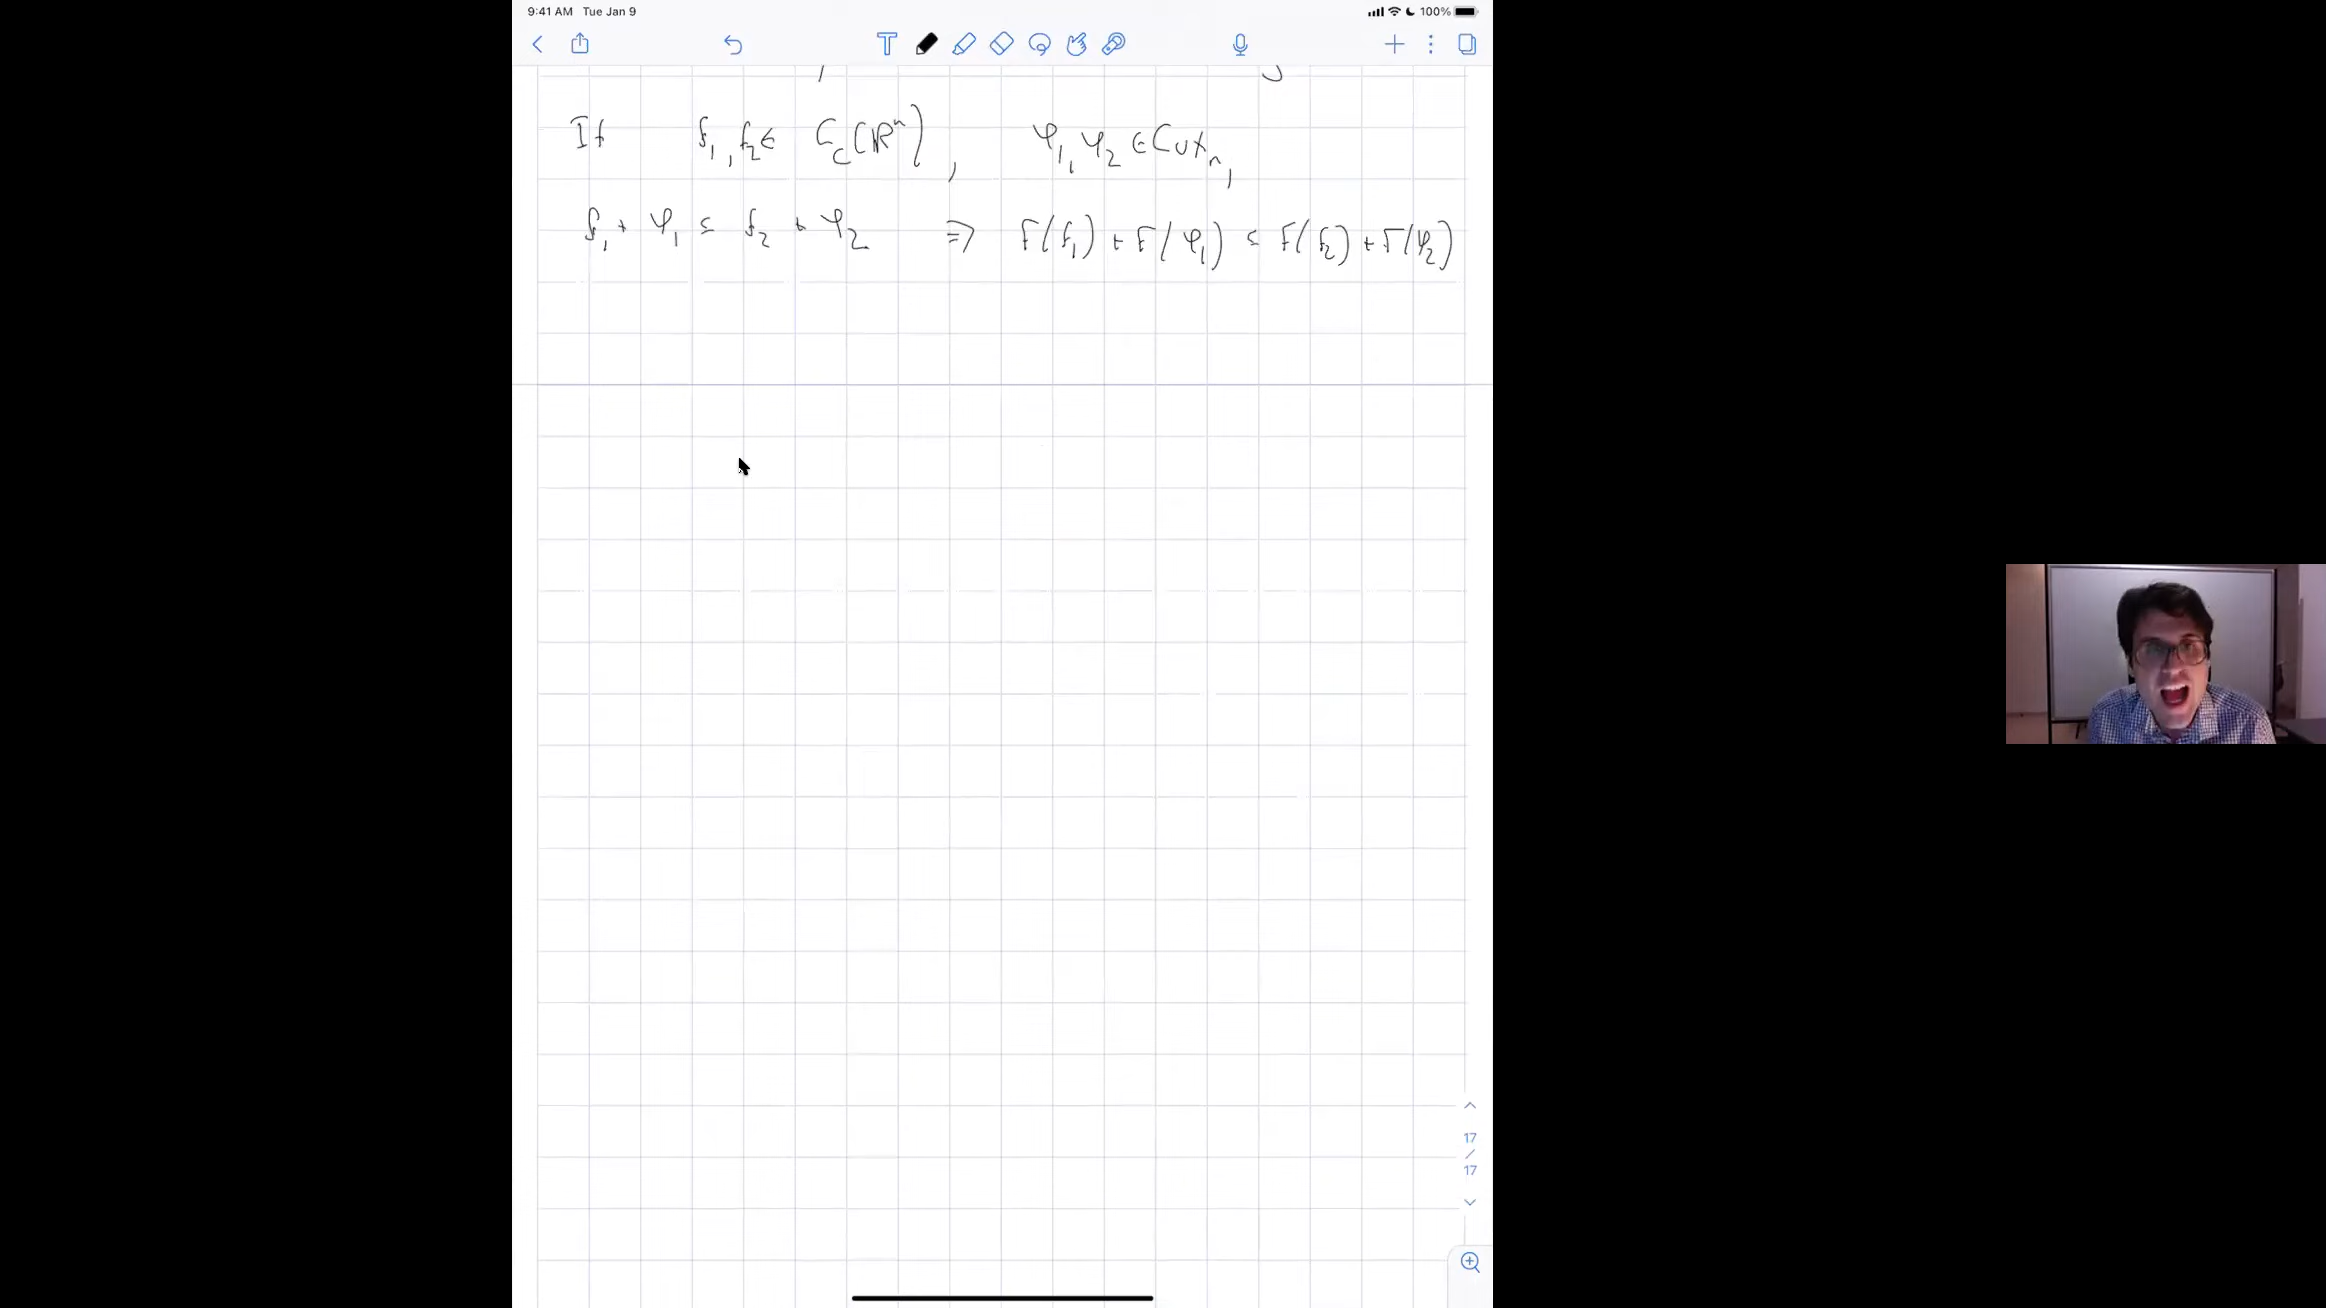 9:41 AM Tue Jan 9 100%
If f₁, f₂ ∈ C_c(ℝⁿ), φ₁, φ₂ ∈ Cvxₙ,
f₁ + φ₁ ≤ f₂ + φ₂ ⇒ F(f₁) + F(φ₁) ≤ F(f₂) + F(φ₂)
17
/
17